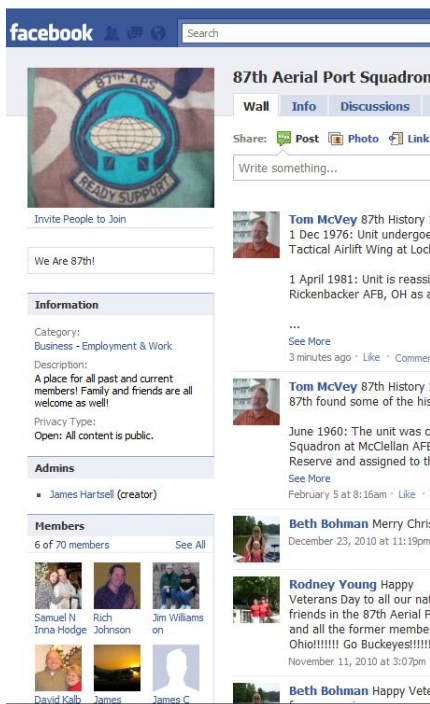 facebook
Search
87TH APS
READY SUPPORT
Invite People to Join
We Are 87th!
Information
Category:
Business - Employment & Work
Description:
A place for all past and current
members! Family and friends are all
welcome as well!
Privacy Type:
Open: All content is public.
Admins
James Hartsell (creator)
Members
6 of 70 members See All
Samuel N Rich Jim Williams
Inna Hodge Johnson on
David Kalb James James C
87th Aerial Port Squadron
Wall Info Discussions
Share: Post Photo Link
Write something...
Tom McVey 87th History
1 Dec 1976: Unit undergoe
Tactical Airlift Wing at Loc
1 April 1981: Unit is reassi
Rickenbacker AFB, OH as a
...
See More
3 minutes ago · Like · Commen
Tom McVey 87th History
87th found some of the his
June 1960: The unit was c
Squadron at McClellan AFE
Reserve and assigned to th
See More
February 5 at 8:16am · Like ·
Beth Bohman Merry Chris
December 23, 2010 at 11:19pm
Rodney Young Happy
Veterans Day to all our nat
friends in the 87th Aerial P
and all the former membe
Ohio!!!!!!! Go Buckeyes!!!!!!
November 11, 2010 at 3:07pm
Beth Bohman Happy Vete